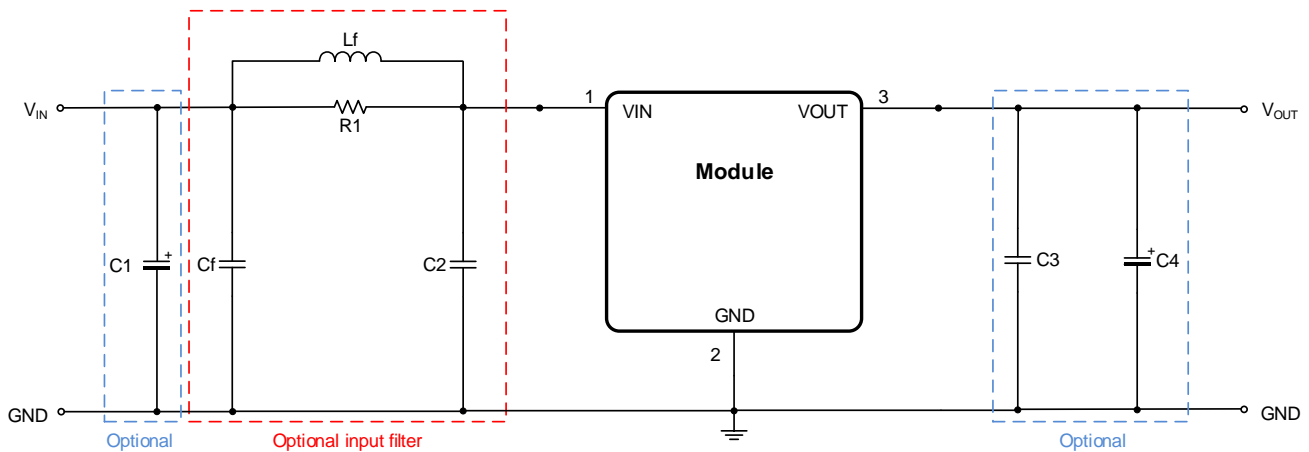 Lf
VIN
R1
1
VIN
VOUT
3
VOUT
Module
C1
+
Cf
C2
C3
+
C4
GND
2
GND
GND
Optional
Optional input filter
Optional